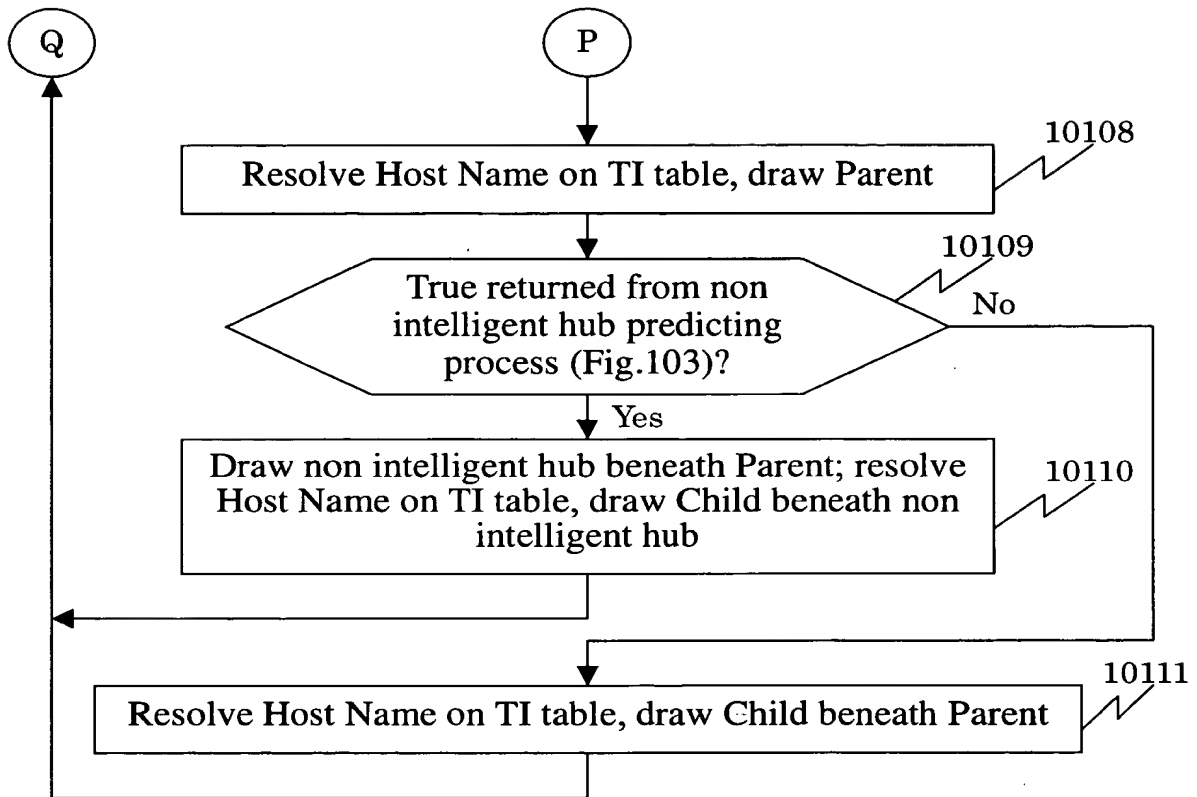 Q
P
10108
Resolve Host Name on TI table, draw Parent
10109
True returned from non
intelligent hub predicting
process (Fig.103)?
No
Yes
Draw non intelligent hub beneath Parent; resolve
Host Name on TI table, draw Child beneath non
intelligent hub
10110
10111
Resolve Host Name on TI table, draw Child beneath Parent